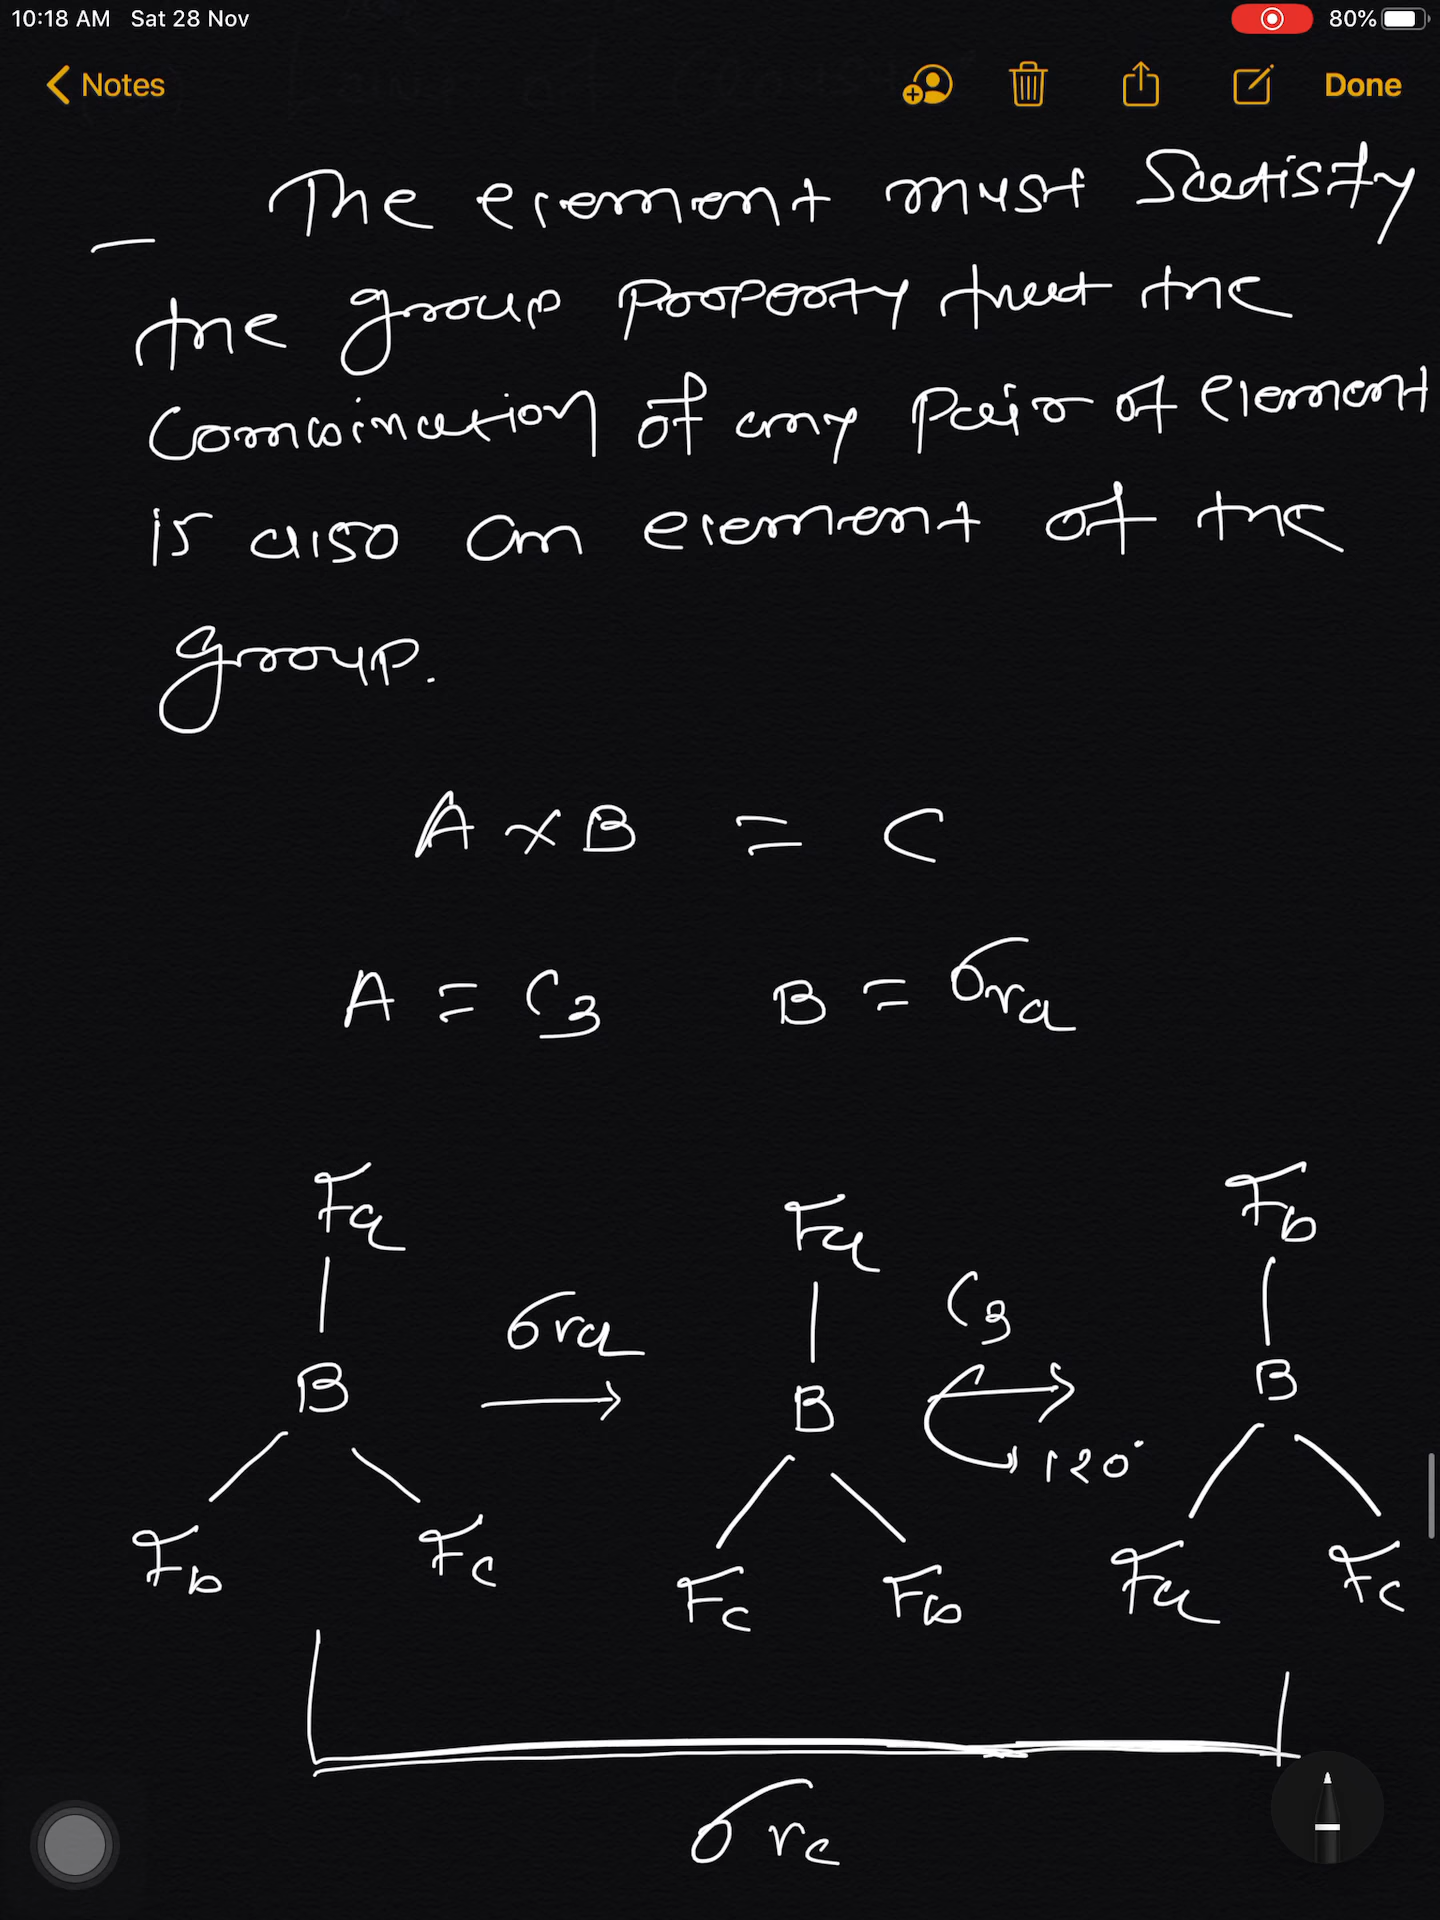 10:18 AM Sat 28 Nov 80%
Notes Done
The element must Satisfy
the group property that the
Combination of any pair of element
is also an element of the
group.
A × B = C
A = C3 B = σva
Fa Fa Fb
σva C3
B B B
120°
Fb Fc Fc Fb Fa Fc
σvc